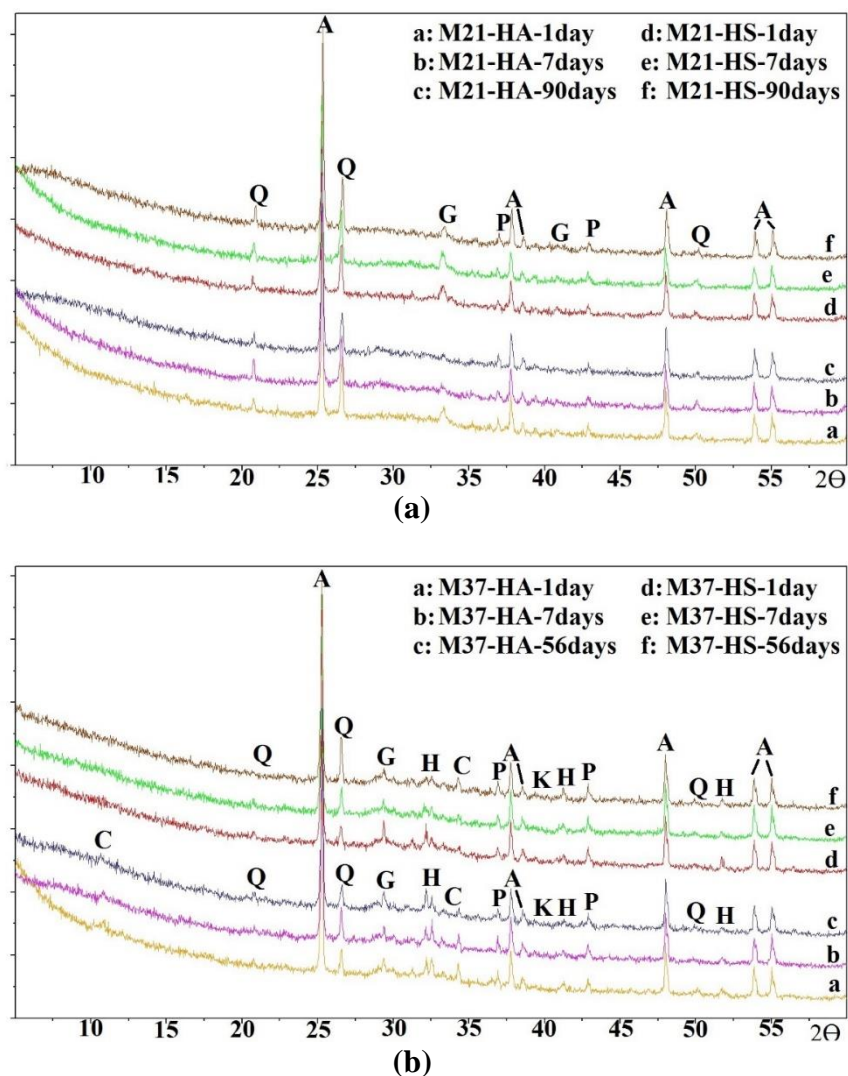 A
a: M21-HA-1day d: M21-HS-1day
b: M21-HA-7days e: M21-HS-7days
c: M21-HA-90days f: M21-HS-90days
Q Q G P A G P A Q A
f
e
d
c
b
a
10 15 20 25 30 35 40 45 50 55 2Θ
(a)
A
a: M37-HA-1day d: M37-HS-1day
b: M37-HA-7days e: M37-HS-7days
c: M37-HA-56days f: M37-HS-56days
Q Q G H C P A K H P A Q H A
f
e
d
C Q Q G H C P A K H P Q H
c
b
a
10 15 20 25 30 35 40 45 50 55 2Θ
(b)